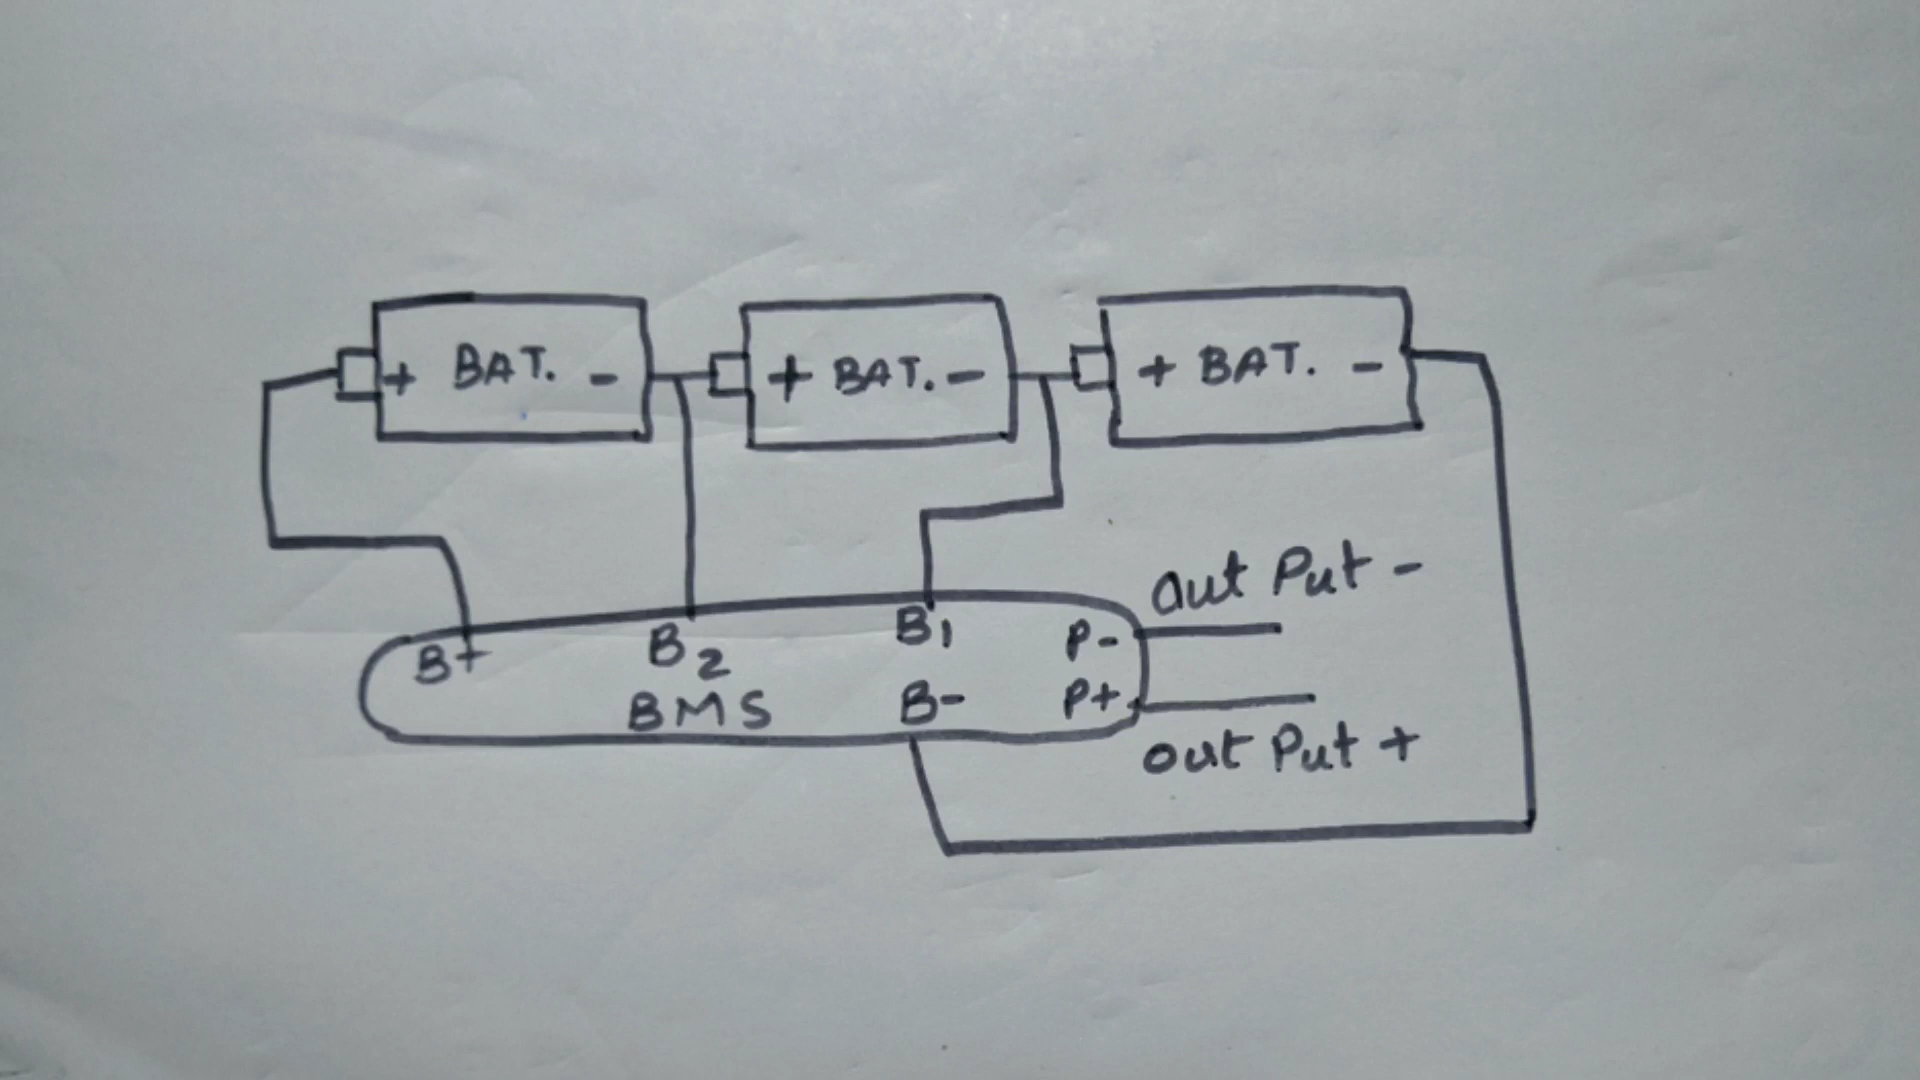 + BAT. - + BAT. - + BAT. -
Out Put -
B+ B2 B1 P-
BMS B- P+
out Put +